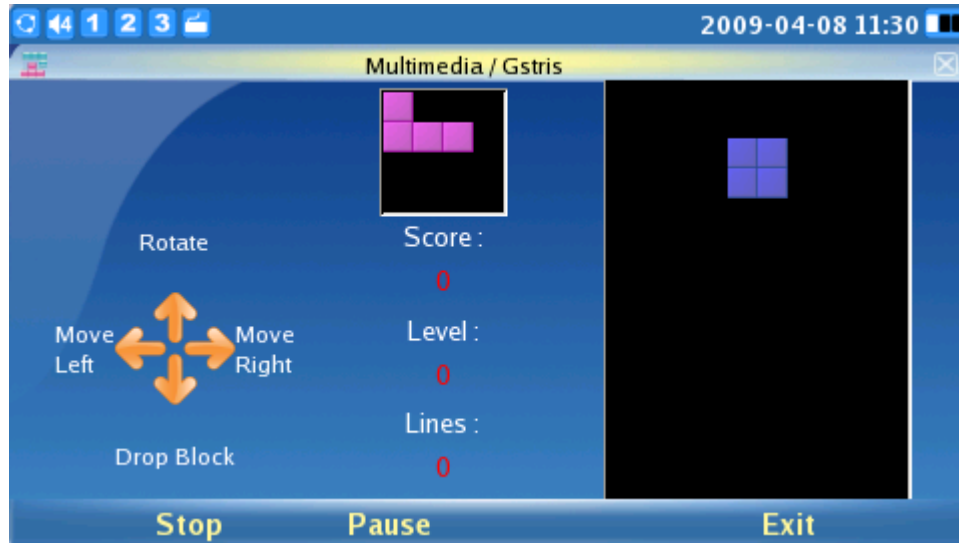 4 1 2 3 2009-04-08 11:30
Multimedia / Gstris
Rotate
Move Left
Move Right
Drop Block
Score :
0
Level :
0
Lines :
0
Stop Pause Exit